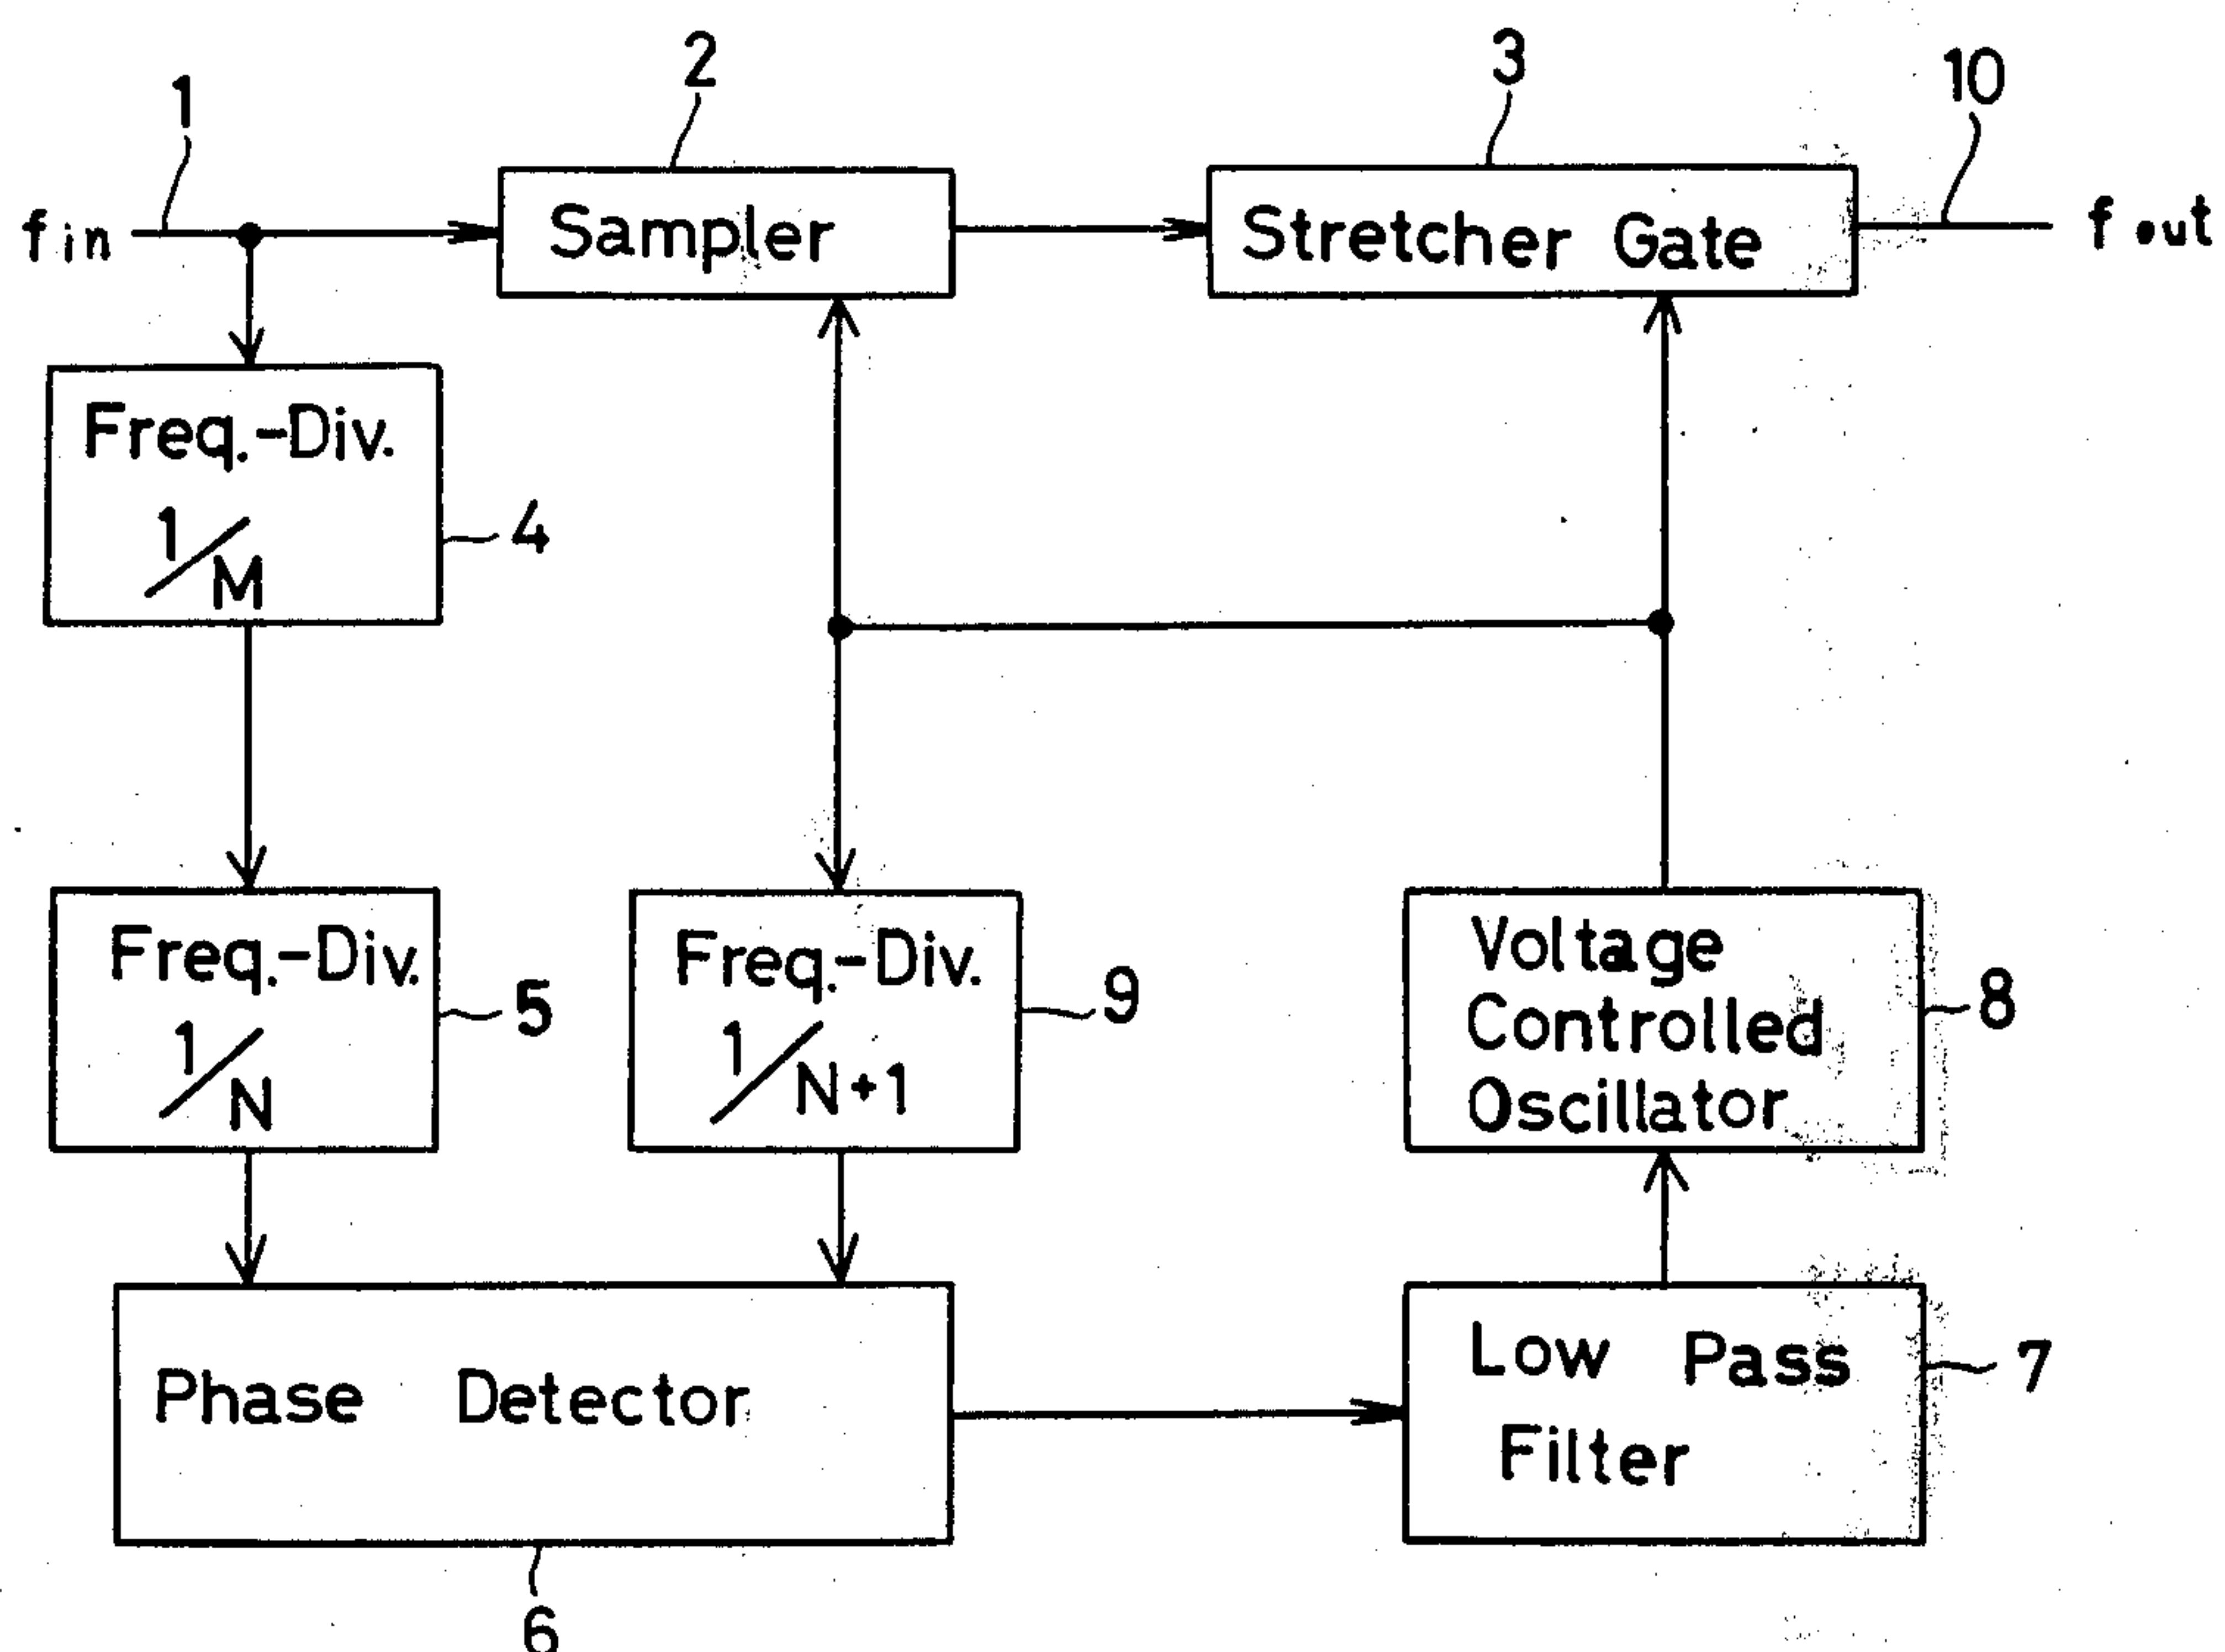 1
2
3
10
f in
Sampler
Stretcher Gate
f out
Freq.-Div.
1/M
4
Freq.-Div.
1/N
5
Freq.-Div.
1/N+1
9
Voltage
Controlled
Oscillator
8
Phase Detector
6
Low Pass
Filter
7